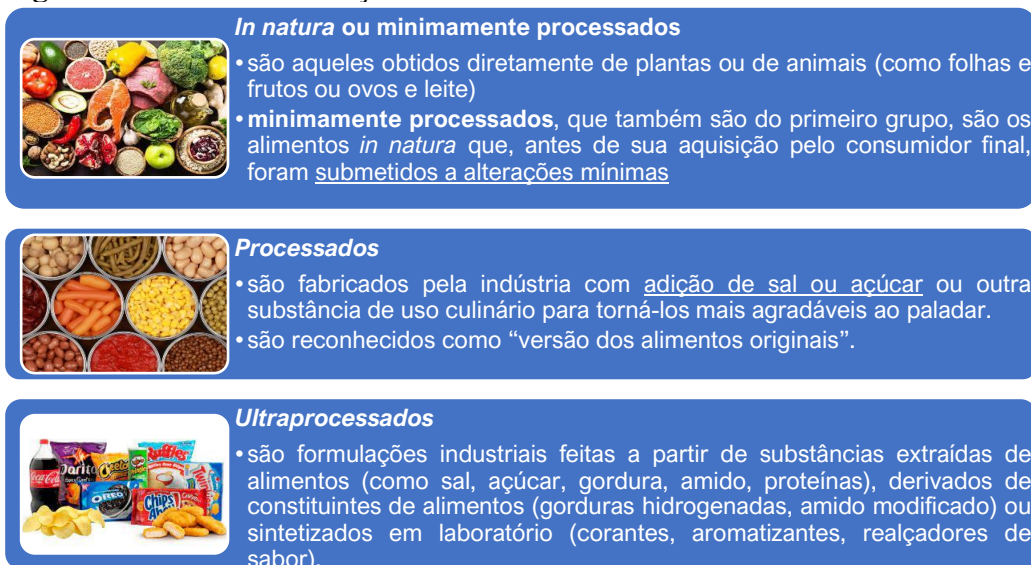 In natura ou minimamente processados
•são aqueles obtidos diretamente de plantas ou de animais (como folhas e
frutos ou ovos e leite)
•minimamente processados, que também são do primeiro grupo, são os
alimentos in natura que, antes de sua aquisição pelo consumidor final,
foram submetidos a alterações mínimas
Processados
•são fabricados pela indústria com adição de sal ou açúcar ou outra
substância de uso culinário para torná-los mais agradáveis ao paladar.
•são reconhecidos como “versão dos alimentos originais”.
Ultraprocessados
•são formulações industriais feitas a partir de substâncias extraídas de
alimentos (como sal, açúcar, gordura, amido, proteínas), derivados de
constituintes de alimentos (gorduras hidrogenadas, amido modificado) ou
sintetizados em laboratório (corantes, aromatizantes, realçadores de
sabor).
Ruffles
Coca-Cola
OREO
Chips